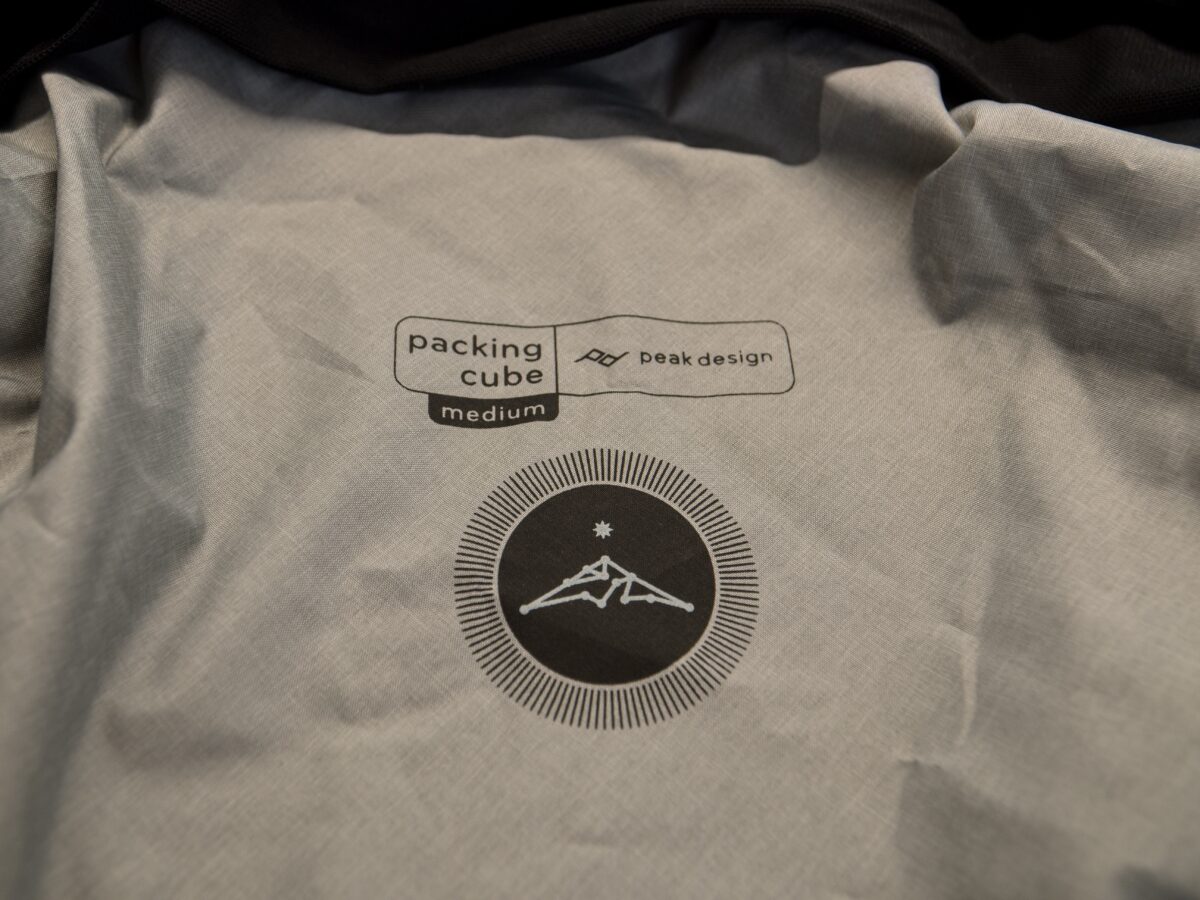 packing
cube
medium
peak design